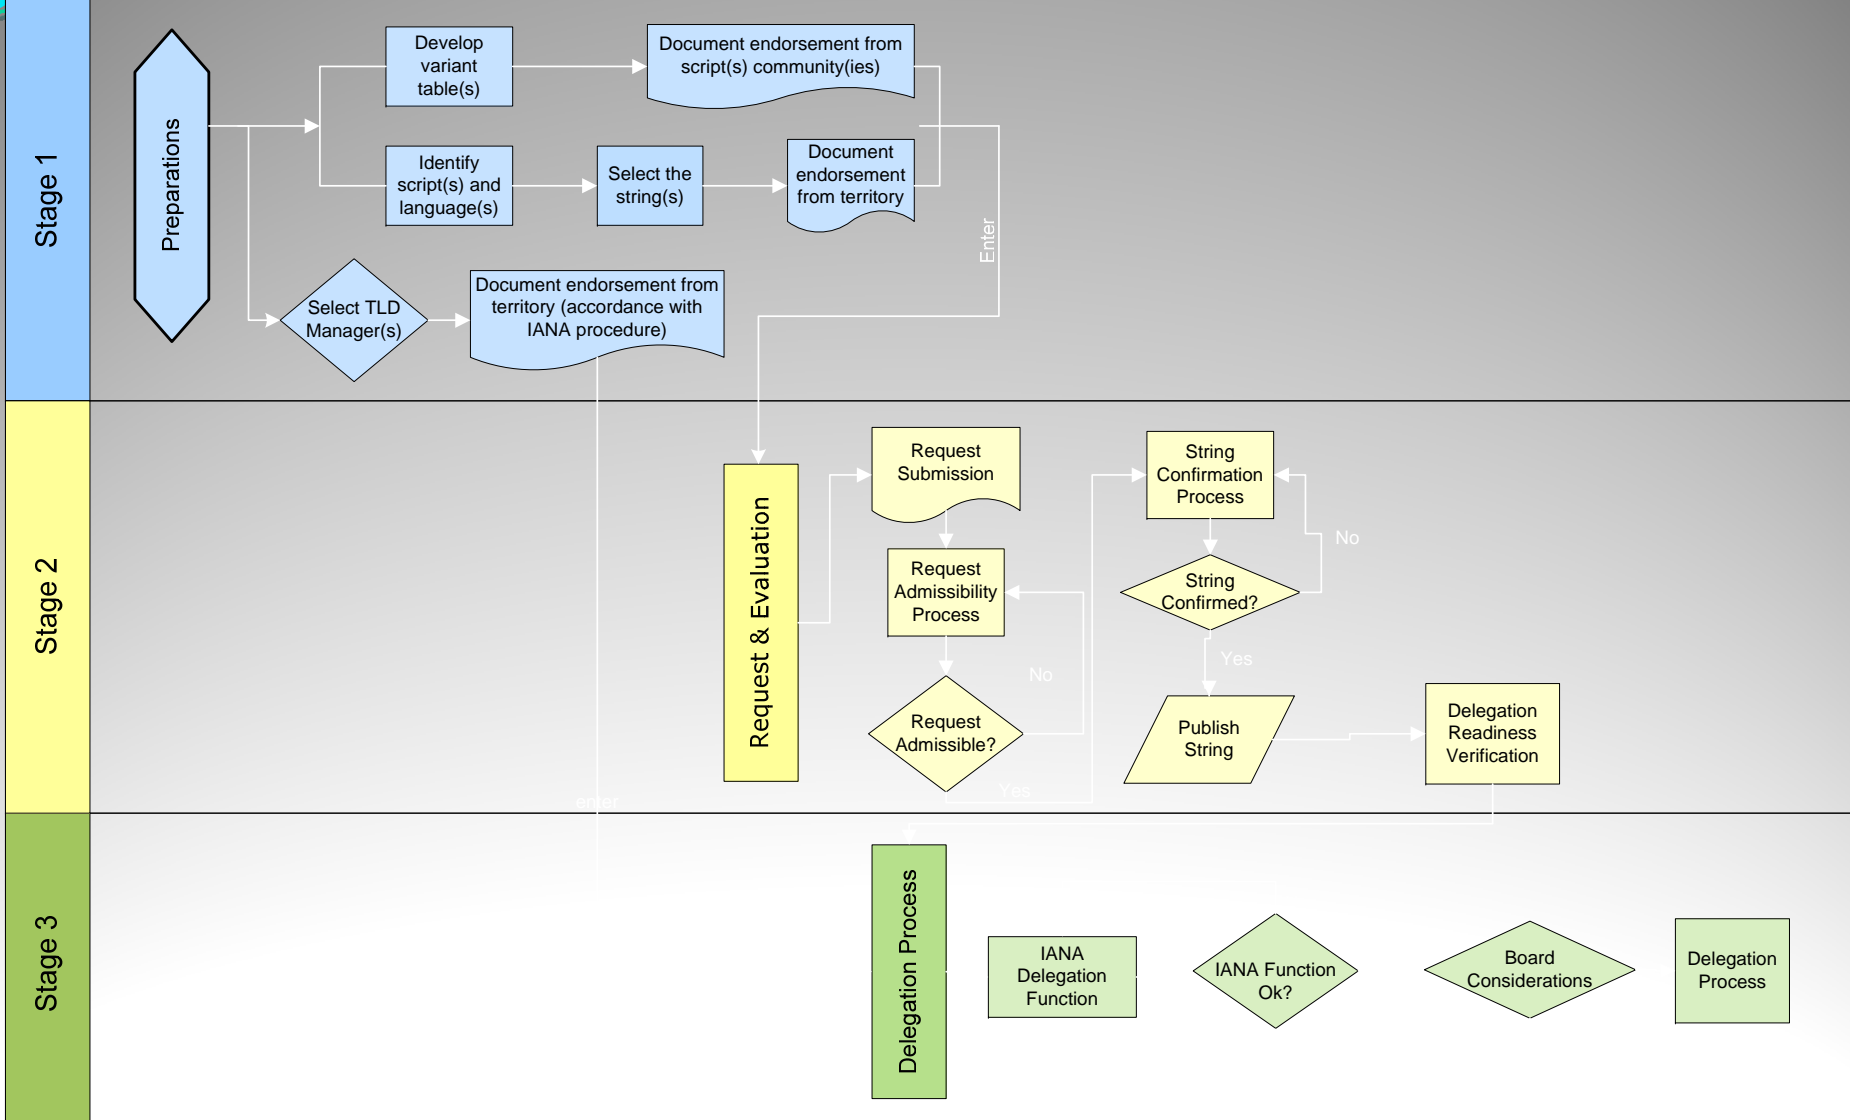 Stage 1
Preparations
Develop
variant
table(s)
Document endorsement from
script(s) community(ies)
Identify
script(s) and
language(s)
Select the
string(s)
Document
endorsement
from territory
Enter
Select TLD
Manager(s)
Document endorsement from
territory (accordance with
IANA procedure)
Stage 2
Request & Evaluation
Request
Submission
Request
Admissibility
Process
No
Request
Admissible?
Yes
String
Confirmation
Process
No
String
Confirmed?
Yes
Publish
String
Delegation
Readiness
Verification
enter
Stage 3
Delegation Process
IANA
Delegation
Function
IANA Function
Ok?
Board
Considerations
Delegation
Process